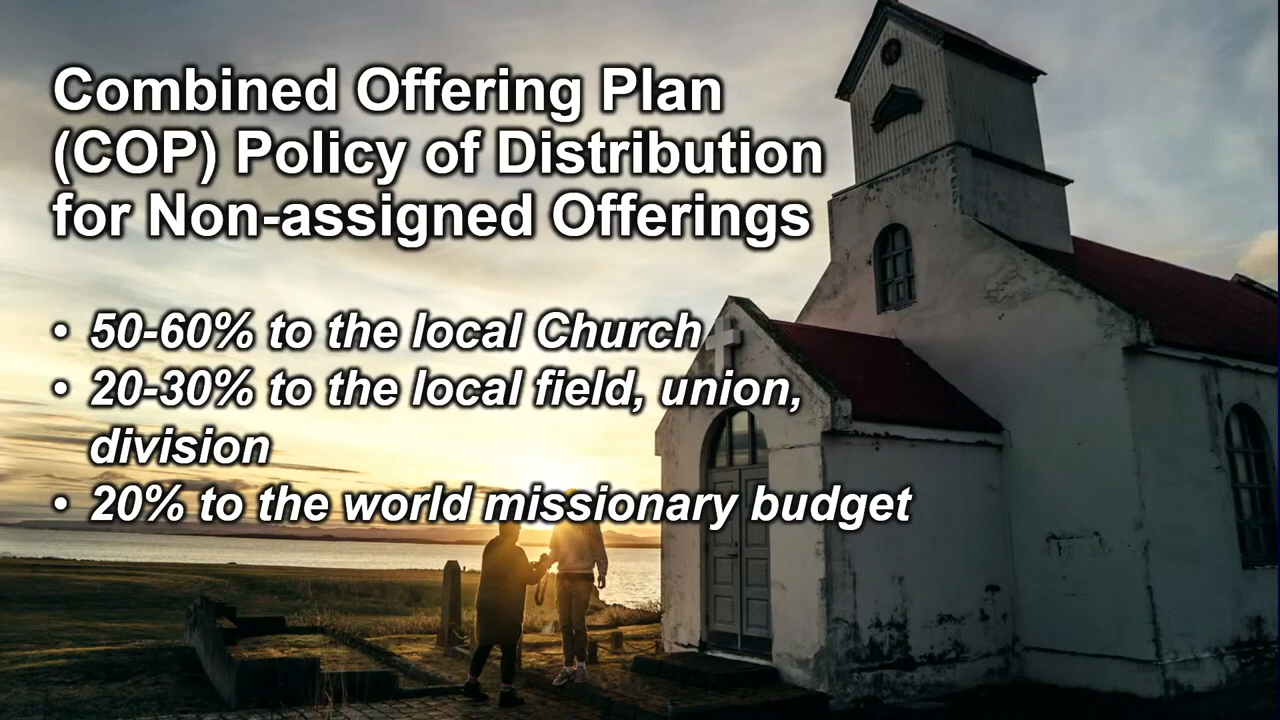 Combined Offering Plan
(COP) Policy of Distribution
for Non-assigned Offerings
• 50-60% to the local Church
• 20-30% to the local field, union,
division
• 20% to the world missionary budget